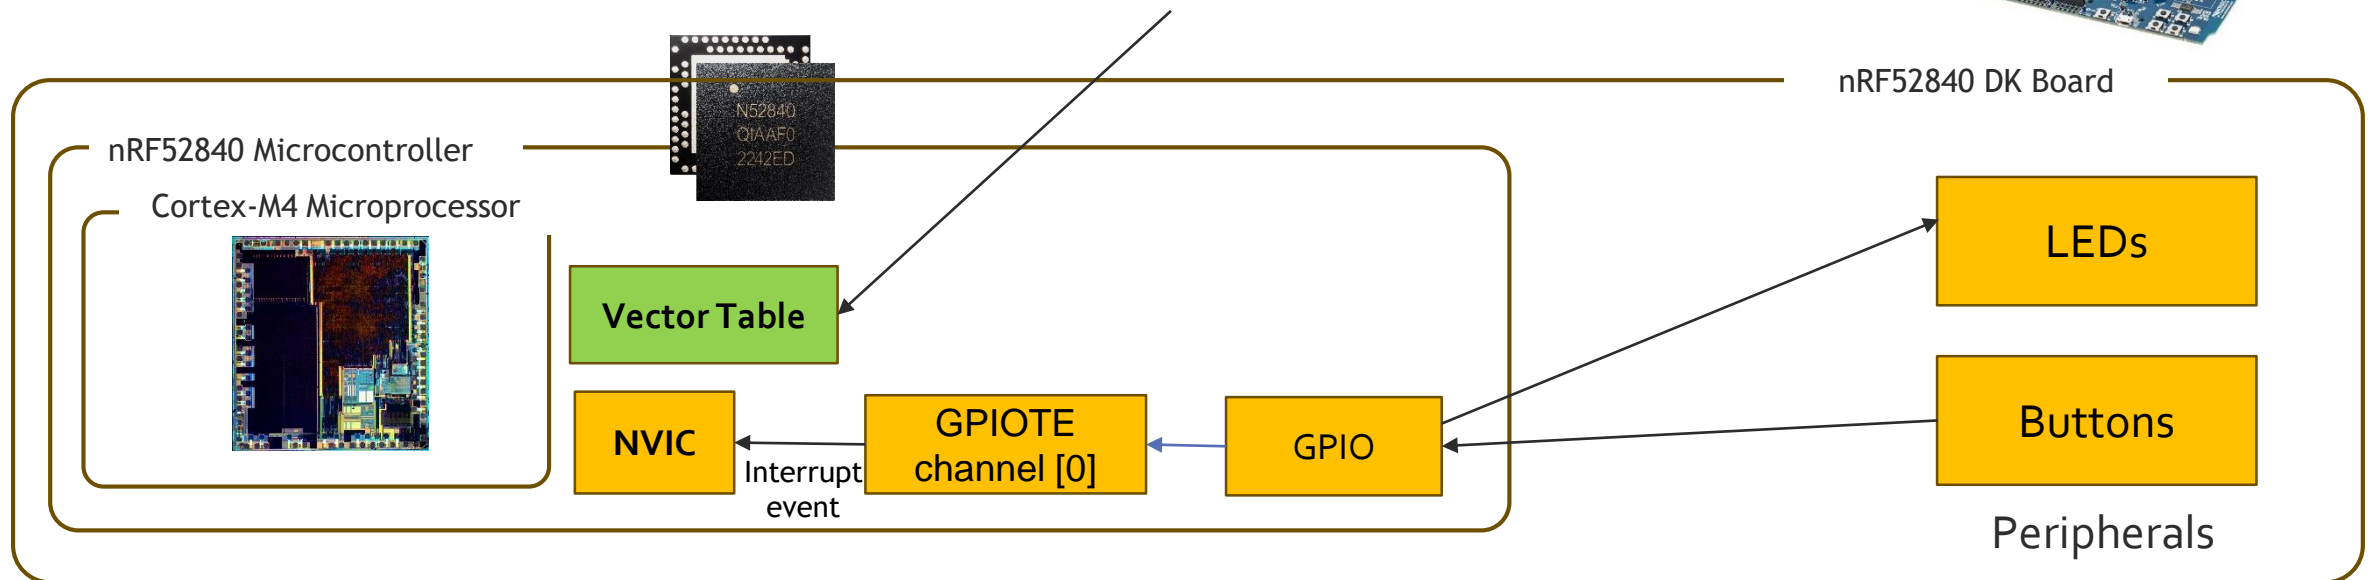 nRF52840 DK Board
N52840
QIAAF0
2242ED
nRF52840 Microcontroller
Cortex-M4 Microprocessor
LEDs
Vector Table
NVIC
Interrupt
event
GPIOTE
channel [0]
GPIO
Buttons
Peripherals